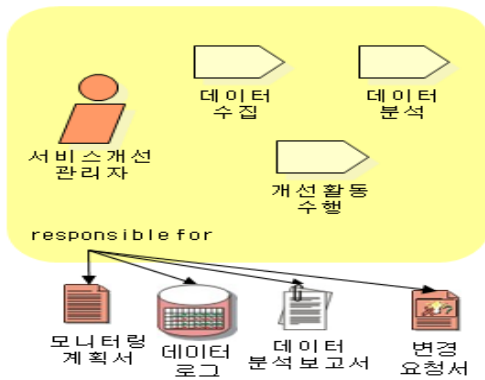 데이터
수집
데이터
분석
서비스개선
관리자
개선활동
수행
responsible for
모니터링
계획서
데이터
로그
데이터
분석보고서
변경
요청서